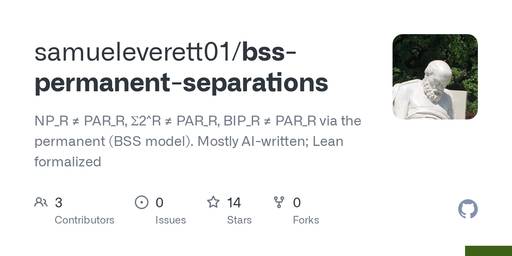 samueleverett01/bss-
permanent-separations
NP_R ≠ PAR_R, Σ2^R ≠ PAR_R, BIP_R ≠ PAR_R via the
permanent (BSS model). Mostly AI-written; Lean
formalized
3 0 14 0
Contributors Issues Stars Forks